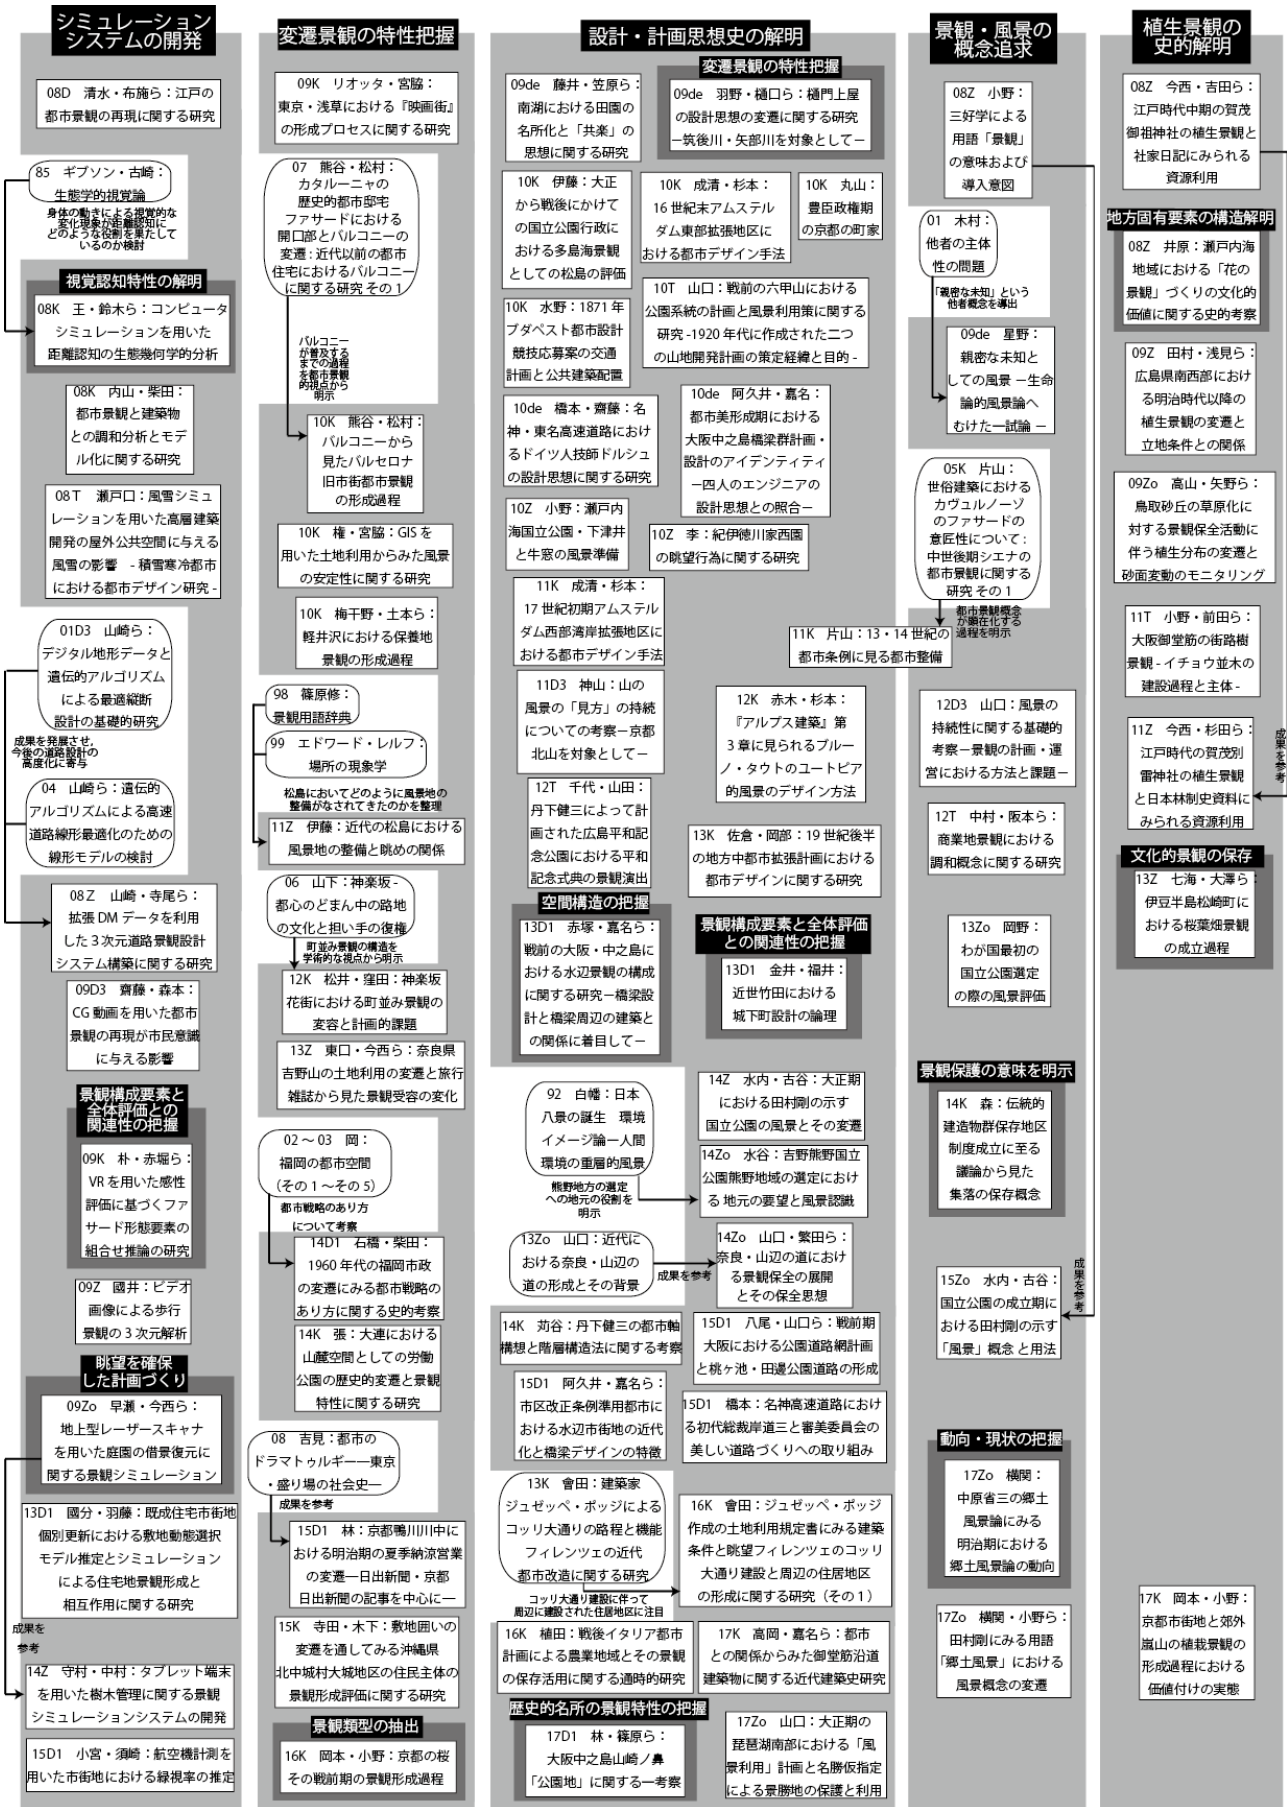 シミュレーション
システムの開発
08D 清水・布施ら：江戸の
都市景観の再現に関する研究
85 ギブソン・古崎：
生態学的視覚論
身体の動きによる視覚的な
変化現象が距離認知に
どのような役割を果たして
いるのか検討
視覚認知特性の解明
08K 王・鈴木ら：コンピュータ
シミュレーションを用いた
距離認知の生態幾何学的分析
08K 内山・柴田：
都市景観と建築物
との調和分析とモデ
ル化に関する研究
08T 瀬戸口：風雪シミュ
レーションを用いた高層建築
開発の屋外公共空間に与える
風雪の影響 - 積雪寒冷都市
における都市デザイン研究 -
01D3 山崎ら：
デジタル地形データと
遺伝的アルゴリズム
による最適縦断
設計の基礎的研究
成果を発展させ，
今後の道路設計の
高度化に寄与
04 山崎ら：遺伝的
アルゴリズムによる高速
道路線形最適化のための
線形モデルの検討
08Z 山崎・寺尾ら：
拡張 DM データを利用
した 3 次元道路景観設計
システム構築に関する研究
09D3 齋藤・森本：
CG 動画を用いた都市
景観の再現が市民意識
に与える影響
景観構成要素と
全体評価との
関連性の把握
09K 朴・赤堀ら：
VR を用いた感性
評価に基づくファ
サード形態要素の
組合せ推論の研究
09Z 國井：ビデオ
画像による歩行
景観の 3 次元解析
眺望を確保
した計画づくり
09Zo 早瀬・今西ら：
地上型レーザースキャナ
を用いた庭園の借景復元に
関する景観シミュレーション
13D1 國分・羽藤：既成住宅市街地
個別更新における敷地動態選択
モデル推定とシミュレーション
による住宅地景観形成と
相互作用に関する研究
成果を
参考
14Z 守村・中村：タブレット端末
を用いた樹木管理に関する景観
シミュレーションシステムの開発
15D1 小宮・須崎：航空機計測を
用いた市街地における緑視率の推定
変遷景観の特性把握
09K リオッタ・宮脇：
東京・浅草における『映画街』
の形成プロセスに関する研究
07 熊谷・松村：
カタルーニャの
歴史的都市邸宅
ファサードにおける
開口部とバルコニーの
変遷：近代以前の都市
住宅におけるバルコニー
に関する研究 その 1
バルコニー
が普及する
までの過程
を都市景観
的視点から
明示
10K 熊谷・松村：
バルコニーから
見たバルセロナ
旧市街都市景観
の形成過程
10K 権・宮脇：GIS を
用いた土地利用からみた風景
の安定性に関する研究
10K 梅干野・土本ら：
軽井沢における保養地
景観の形成過程
98 篠原修：
景観用語辞典
99 エドワード・レルフ：
場所の現象学
松島においてどのように風景地の
整備がなされてきたのかを整理
11Z 伊藤：近代の松島における
風景地の整備と眺めの関係
06 山下：神楽坂 -
都心のどまん中の路地
の文化と担い手の復権
町並み景観の構造を
学術的な視点から明示
12K 松井・窪田：神楽坂
花街における町並み景観の
変容と計画的課題
13Z 東口・今西ら：奈良県
吉野山の土地利用の変遷と旅行
雑誌から見た景観受容の変化
02 ～ 03 岡：
福岡の都市空間
（その 1 ～その 5）
都市戦略のあり方
について考察
14D1 石橋・柴田：
1960 年代の福岡市政
の変遷にみる都市戦略の
あり方に関する史的考察
14K 張：大連における
山麓空間としての労働
公園の歴史的変遷と景観
特性に関する研究
08 吉見：都市の
ドラマトゥルギー―東京
・盛り場の社会史―
成果を参考
15D1 林：京都鴨川川中に
おける明治期の夏季納涼営業
の変遷―日出新聞・京都
日出新聞の記事を中心に―
15K 寺田・木下：敷地囲いの
変遷を通してみる沖縄県
北中城村大城地区の住民主体の
景観形成評価に関する研究
景観類型の抽出
16K 岡本・小野：京都の桜
その戦前期の景観形成過程
設計・計画思想史の解明
09de 藤井・笠原ら：
南湖における田園の
名所化と「共楽」の
思想に関する研究
変遷景観の特性把握
09de 羽野・樋口ら：樋門上屋
の設計思想の変遷に関する研究
－筑後川・矢部川を対象として－
10K 伊藤：大正
から戦後にかけて
の国立公園行政に
おける多島海景観
としての松島の評価
10K 成清・杉本：
16 世紀末アムステル
ダム東部拡張地区に
おける都市デザイン手法
10K 丸山：
豊臣政権期
の京都の町家
10T 山口：戦前の六甲山における
公園系統の計画と風景利用策に関する
研究 -1920 年代に作成された二つ
の山地開発計画の策定経緯と目的 -
10K 水野：1871 年
ブダペスト都市設計
競技応募案の交通
計画と公共建築配置
10de 阿久井・嘉名：
都市美形成期における
大阪中之島橋梁群計画・
設計のアイデンティティ
－四人のエンジニアの
設計思想との照合－
10de 橋本・齋藤：名
神・東名高速道路におけ
るドイツ人技師ドルシュ
の設計思想に関する研究
10Z 小野：瀬戸内
海国立公園・下津井
と牛窓の風景準備
10Z 李：紀伊徳川家西園
の眺望行為に関する研究
11K 成清・杉本：
17 世紀初期アムステル
ダム西部湾岸拡張地区に
おける都市デザイン手法
11K 片山：13・14 世紀の
都市条例に見る都市整備
11D3 神山：山の
風景の「見方」の持続
についての考察－京都
北山を対象として－
12K 赤木・杉本：
『アルプス建築』第
3 章に見られるブルー
ノ・タウトのユートピア
的風景のデザイン方法
12T 千代・山田：
丹下健三によって計
画された広島平和記
念公園における平和
記念式典の景観演出
13K 佐倉・岡部：19 世紀後半
の地方中都市拡張計画における
都市デザインに関する研究
空間構造の把握
13D1 赤塚・嘉名ら：
戦前の大阪・中之島に
おける水辺景観の構成
に関する研究－橋梁設
計と橋梁周辺の建築と
の関係に着目して－
景観構成要素と全体評価
との関連性の把握
13D1 金井・福井：
近世竹田における
城下町設計の論理
92 白幡：日本
八景の誕生 環境
イメージ論―人間
環境の重層的風景
熊野地方の選定
への地元の役割を
明示
14Z 水内・古谷：大正期
における田村剛の示す
国立公園の風景とその変遷
14Zo 水谷：吉野熊野国立
公園熊野地域の選定におけ
る 地元の要望と風景認識
13Zo 山口：近代に
おける奈良・山辺の
道の形成とその背景
成果を参考
14Zo 山口・繁田ら：
奈良・山辺の道におけ
る景観保全の展開
とその保全思想
14K 苅谷：丹下健三の都市軸
構想と階層構造法に関する考察
15D1 八尾・山口ら：戦前期
大阪における公園道路網計画
と桃ヶ池・田邊公園道路の形成
15D1 阿久井・嘉名ら：
市区改正条例準用都市に
おける水辺市街地の近代
化と橋梁デザインの特徴
15D1 橋本：名神高速道路におけ
る初代総裁岸道三と審美委員会の
美しい道路づくりへの取り組み
13K 會田：建築家
ジュゼッペ・ポッジによる
コッリ大通りの路程と機能
フィレンツェの近代
都市改造に関する研究
コッリ大通り建設に伴って
周辺に建設された住居地区に注目
16K 會田：ジュゼッペ・ポッジ
作成の土地利用規定書にみる建築
条件と眺望フィレンツェのコッリ
大通り建設と周辺の住居地区
の形成に関する研究（その 1）
16K 植田：戦後イタリア都市
計画による農業地域とその景観
の保存活用に関する通時的研究
17K 高岡・嘉名ら：都市
との関係からみた御堂筋沿道
建築物に関する近代建築史研究
歴史的名所の景観特性の把握
17D1 林・篠原ら：
大阪中之島山崎ノ鼻
「公園地」に関する一考察
17Zo 山口：大正期の
琵琶湖南部における「風
景利用」計画と名勝仮指定
による景勝地の保護と利用
景観・風景の
概念追求
08Z 小野：
三好学による
用語「景観」
の意味および
導入意図
01 木村：
他者の主体
性の問題
「親密な未知」という
他者概念を導出
09de 星野：
親密な未知と
しての風景 －生命
論的風景論へ
むけた一試論 －
05K 片山：
世俗建築における
カヴェルノーゾ
のファサードの
意匠性について：
中世後期シエナの
都市景観に関する
研究 その 1
都市景観概念
が顕在化する
過程を明示
12D3 山口：風景の
持続性に関する基礎的
考察－景観の計画・運
営における方法と課題－
12T 中村・阪本ら：
商業地景観における
調和概念に関する研究
13Zo 岡野：
わが国最初の
国立公園選定
の際の風景評価
景観保護の意味を明示
14K 森：伝統的
建造物群保存地区
制度成立に至る
議論から見た
集落の保存概念
成果を参考
15Zo 水内・古谷：
国立公園の成立期に
おける田村剛の示す
「風景」概念 と用法
動向・現状の把握
17Zo 横関：
中原省三の郷土
風景論にみる
明治期における
郷土風景論の動向
17Zo 横関・小野ら：
田村剛にみる用語
「郷土風景」における
風景概念の変遷
植生景観の
史的解明
08Z 今西・吉田ら：
江戸時代中期の賀茂
御祖神社の植生景観と
社家日記にみられる
資源利用
地方固有要素の構造解明
08Z 井原：瀬戸内海
地域における「花の
景観」づくりの文化的
価値に関する史的考察
09Z 田村・浅見ら：
広島県南西部におけ
る明治時代以降の
植生景観の変遷と
立地条件との関係
09Zo 高山・矢野ら：
鳥取砂丘の草原化に
対する景観保全活動に
伴う植生分布の変遷と
砂面変動のモニタリング
11T 小野・前田ら：
大阪御堂筋の街路樹
景観 - イチョウ並木の
建設過程と主体 -
11Z 今西・杉田ら：
江戸時代の賀茂別
雷神社の植生景観
と日本林制史資料に
みられる資源利用
成果を参考
文化的景観の保存
13Z 七海・大澤ら：
伊豆半島松崎町に
おける桜葉畑景観
の成立過程
17K 岡本・小野：
京都市街地と郊外
嵐山の植栽景観の
形成過程における
価値付けの実態